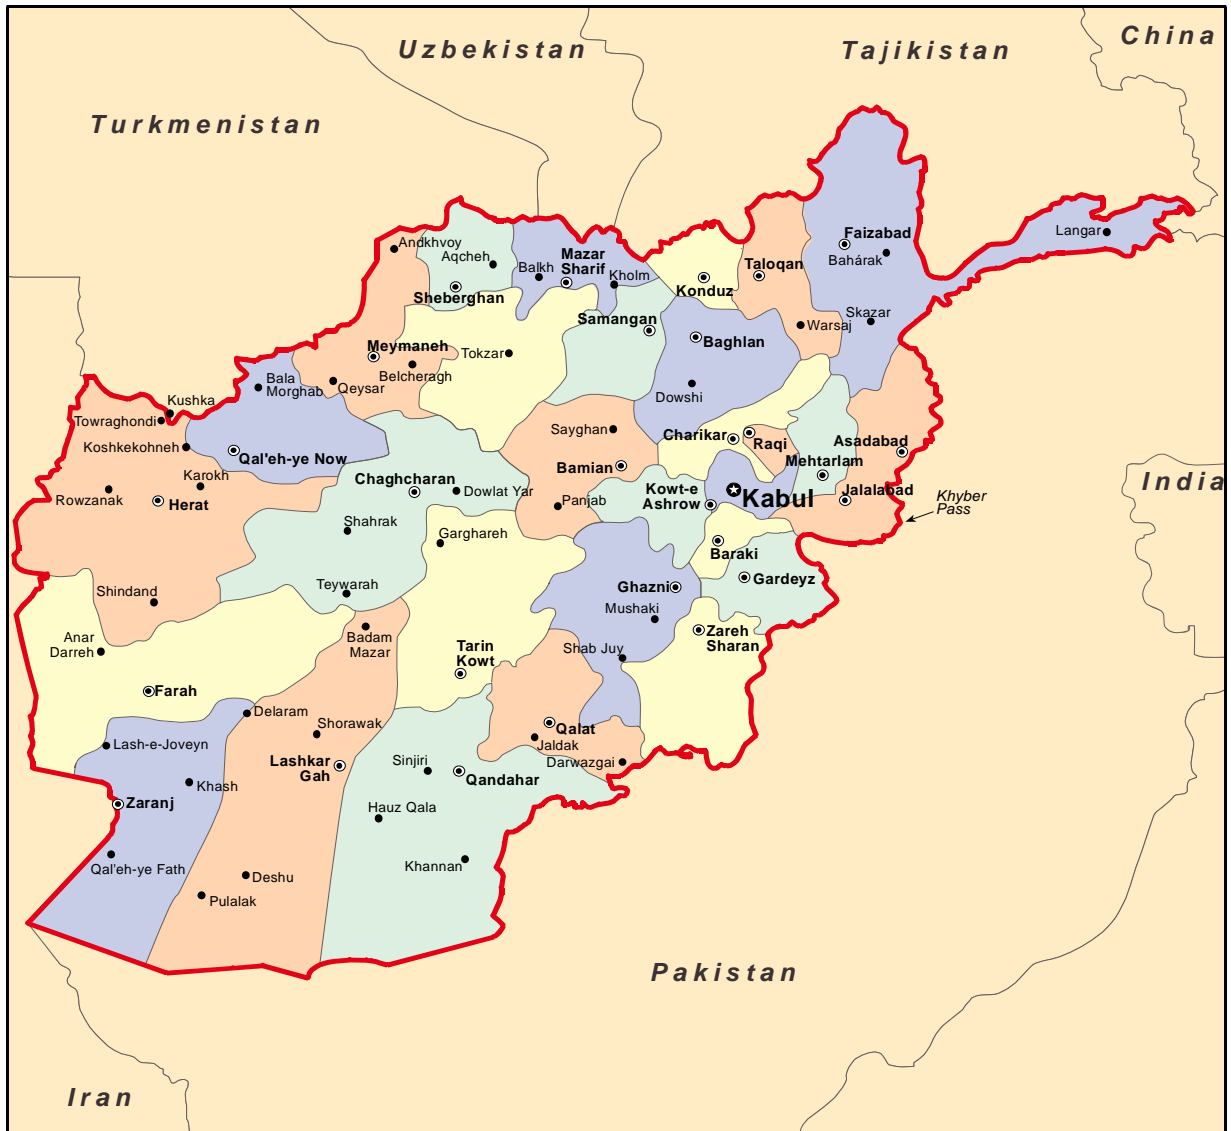 China
Uzbekistan
Tajikistan
Turkmenistan
Langar
Faizabad
Bahárak
Andkhvoy
Aqcheh
Mazar
Sharif
Balkh
Kholm
Taloqan
Konduz
Sheberghan
Skazar
Samangan
Warsaj
Baghlan
Meymaneh
Tokzar
Belcheragh
Bala
Morghab
Qeysar
Dowshi
Kushka
Towraghondi
Koshkekohneh
Sayghan
Charikar
Raqi
Asadabad
Qal'eh-ye Now
Bamian
Mehtarlam
Karokh
Chaghcharan
Dowlat Yar
Rowzanak
Herat
Panjab
Kowt-e
Ashrow
Kabul
Jalalabad
Khyber
Pass
India
Shahrak
Garghareh
Baraki
Teywarah
Ghazni
Gardeyz
Shindand
Mushaki
Anar
Darreh
Badam
Mazar
Tarin
Kowt
Shab Juy
Zareh
Sharan
Farah
Delaram
Shorawak
Qalat
Jaldak
Lash-e-Joveyn
Lashkar
Gah
Sinjiri
Qandahar
Darwazgai
Khash
Zaranj
Hauz Qala
Qal'eh-ye Fath
Khannan
Deshu
Pulalak
Pakistan
Iran